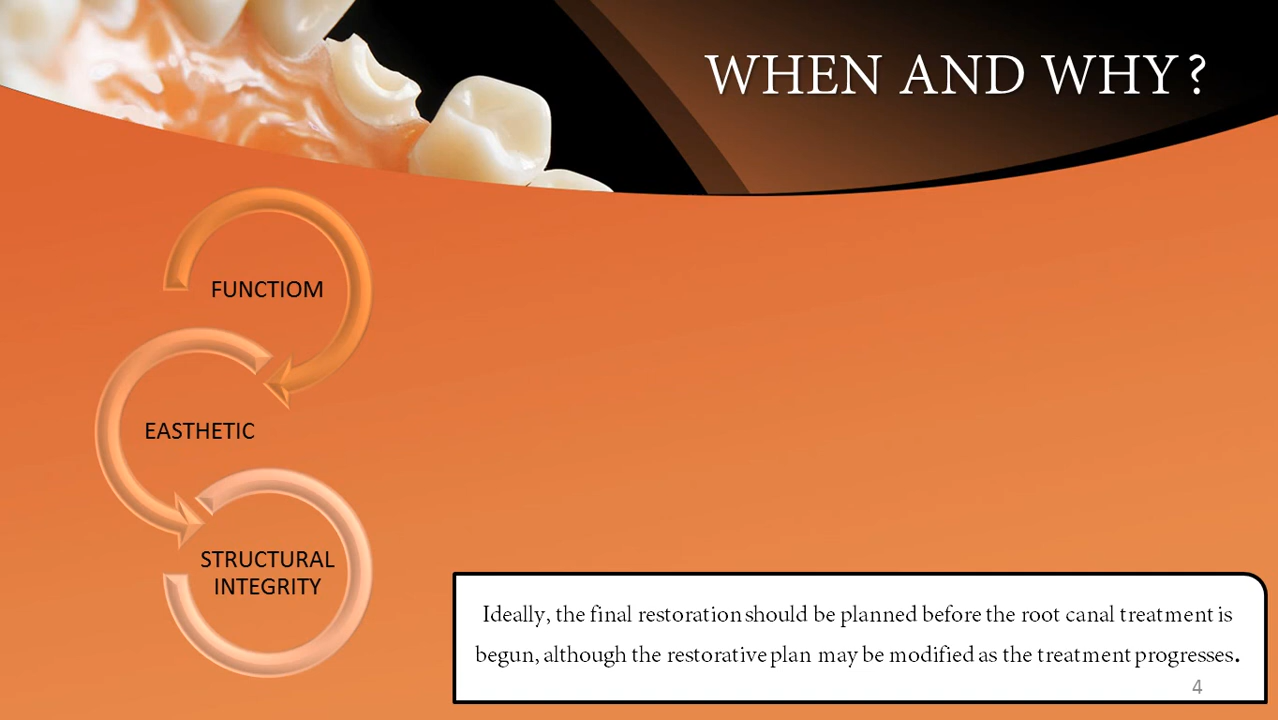 WHEN AND WHY?
FUNCTIOM
EASTHETIC
STRUCTURAL
INTEGRITY
Ideally, the final restoration should be planned before the root canal treatment is
begun, although the restorative plan may be modified as the treatment progresses.
4